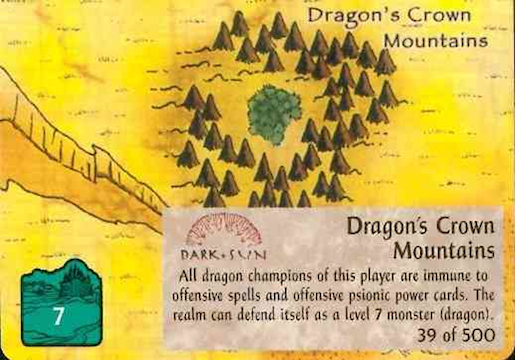 Dragon's Crown
Mountains
DARK • SUN
Dragon's Crown
Mountains
All dragon champions of this player are immune to
offensive spells and offensive psionic power cards. The
realm can defend itself as a level 7 monster (dragon).
39 of 500
7